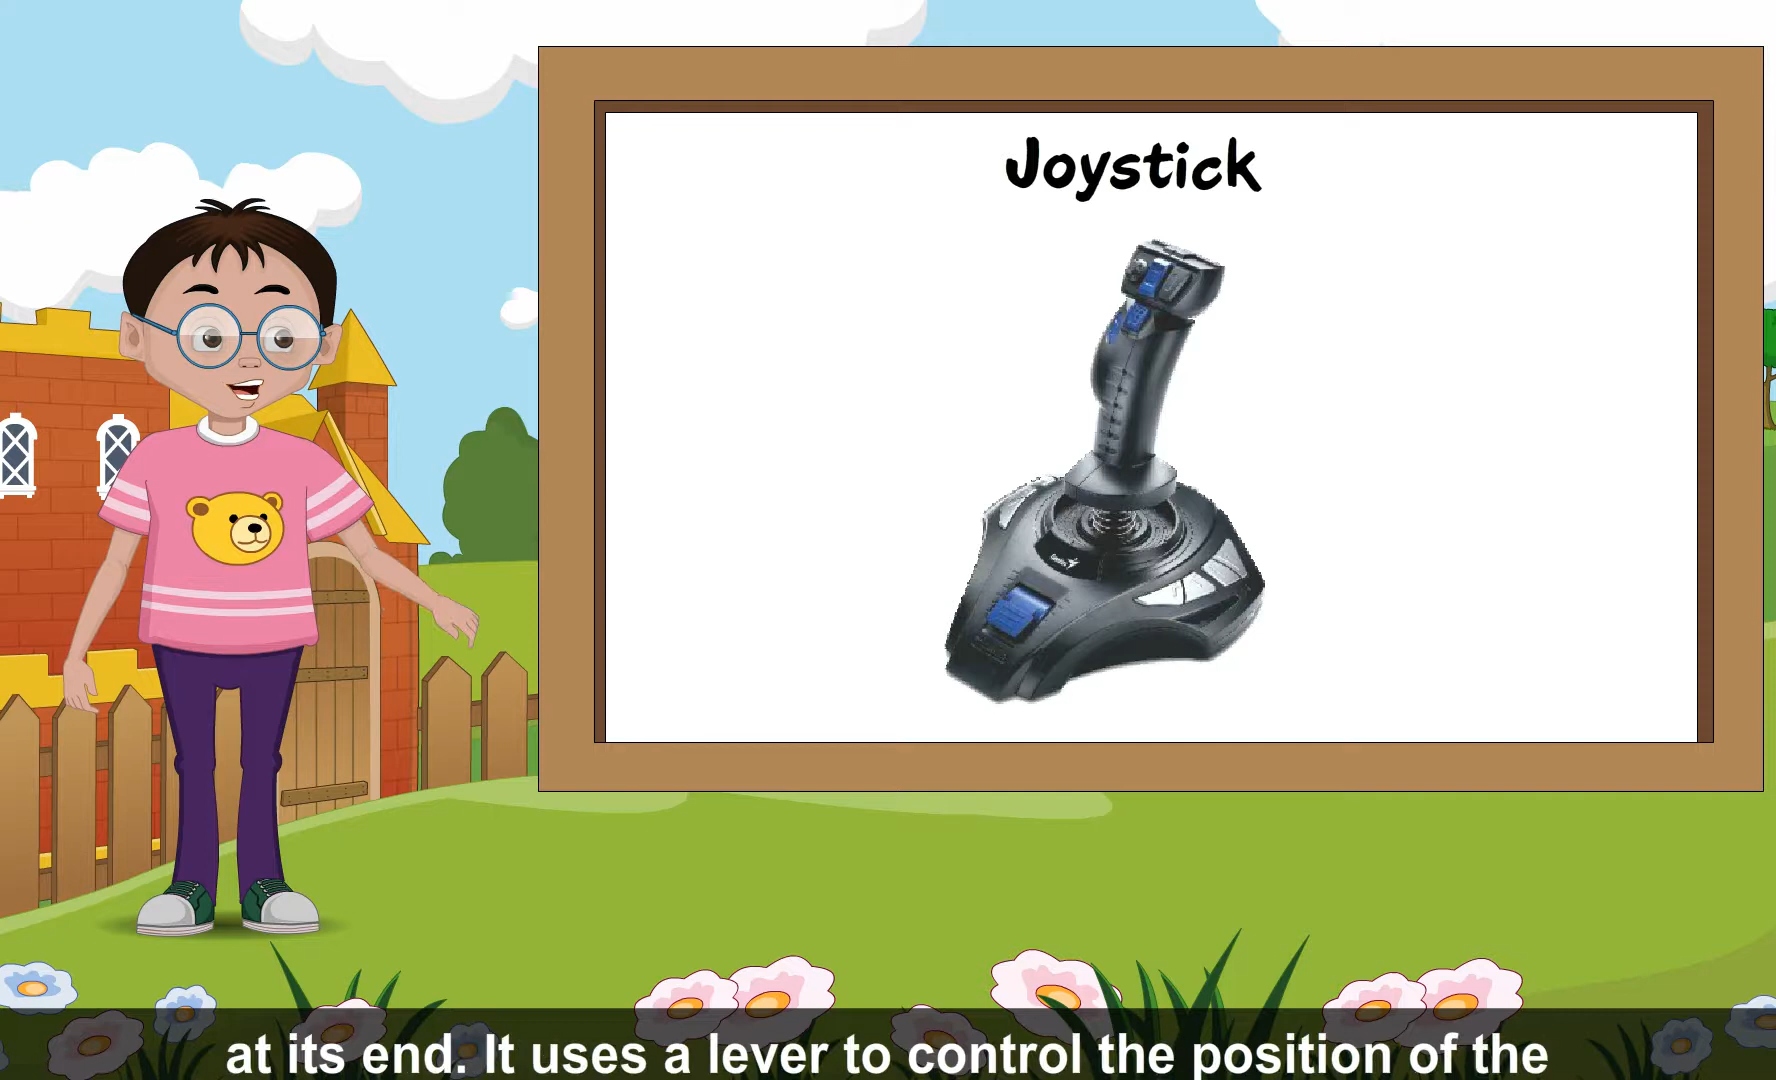 Joystick
at its end. It uses a lever to control the position of the